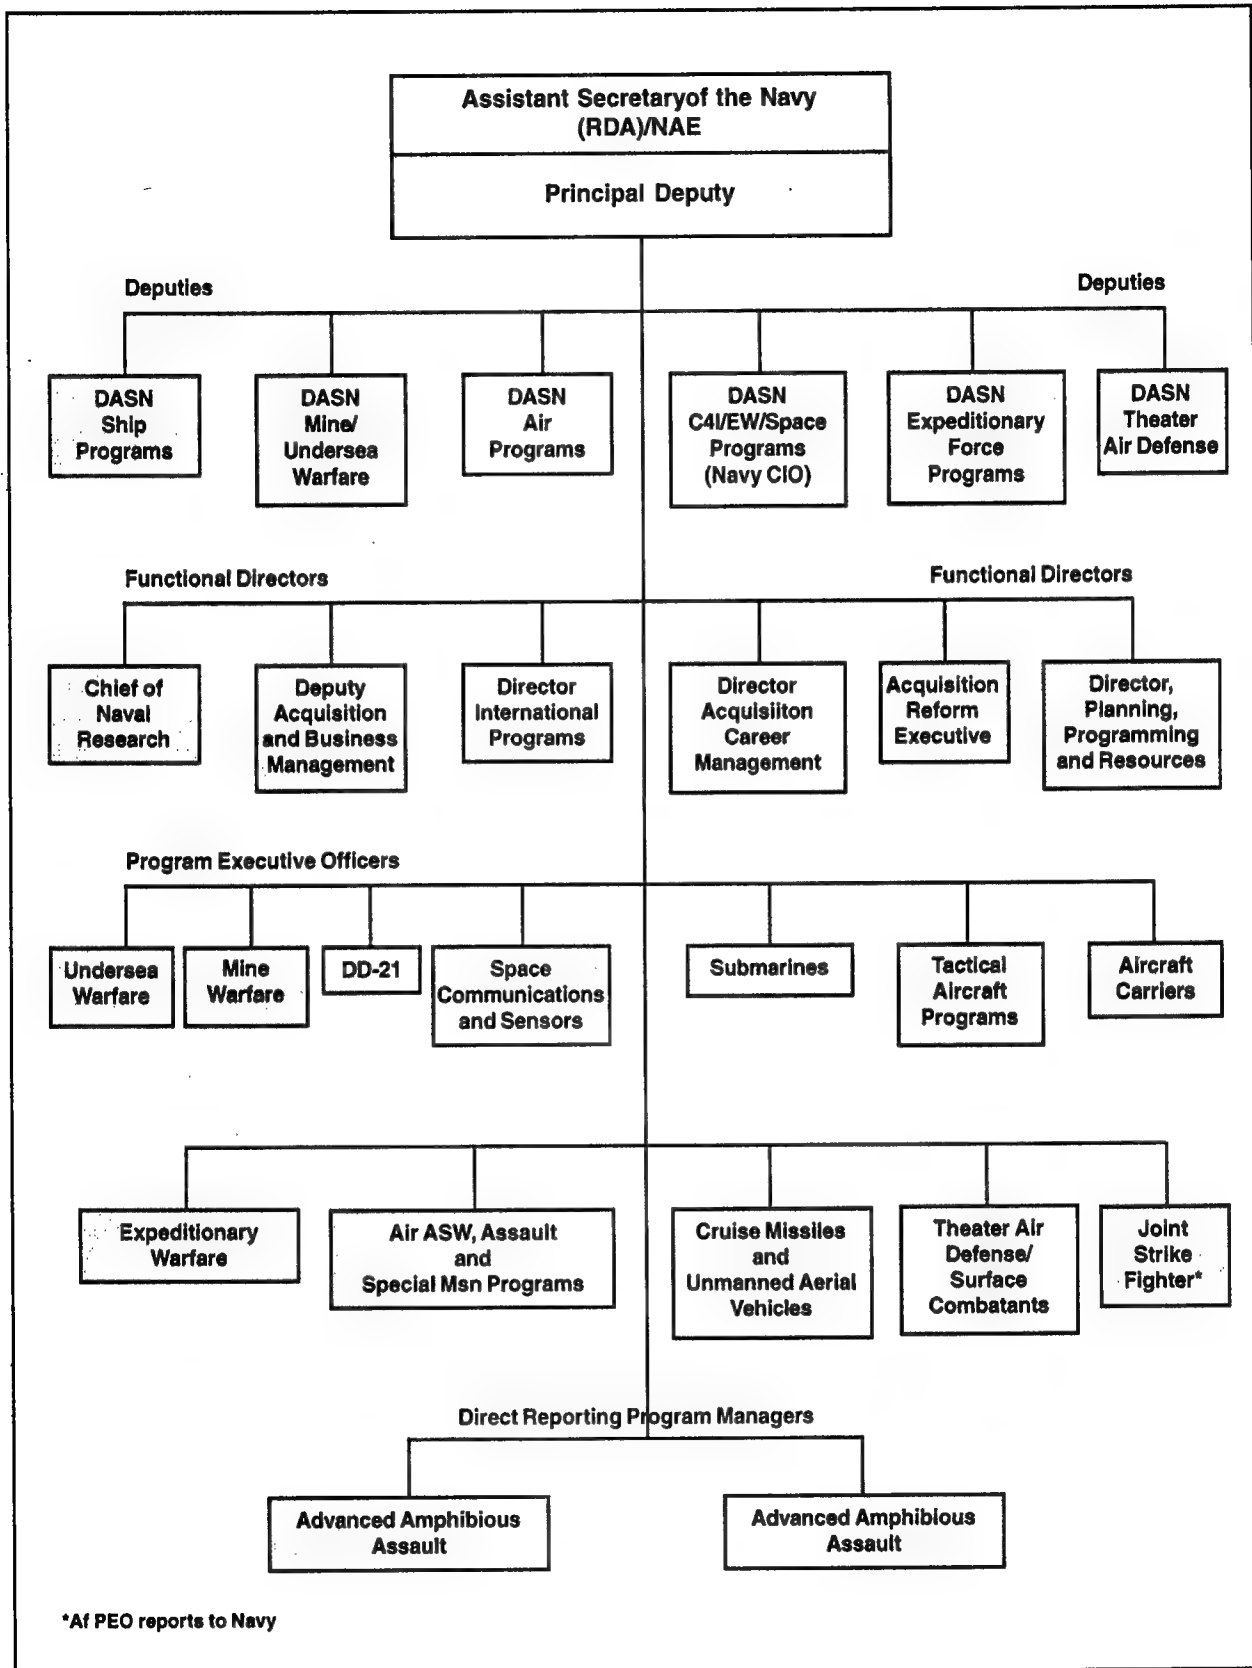 Assistant Secretaryof the Navy
(RDA)/NAE
Principal Deputy
Deputies
Deputies
DASN
Ship
Programs
DASN
Mine/
Undersea
Warfare
DASN
Air
Programs
DASN
C4I/EW/Space
Programs
(Navy CIO)
DASN
Expeditionary
Force
Programs
DASN
Theater
Air Defense
Functional Directors
Functional Directors
Chief of
Naval
Research
Deputy
Acquisition
and Business
Management
Director
International
Programs
Director
Acquisiiton
Career
Management
Acquisition
Reform
Executive
Director,
Planning,
Programming
and Resources
Program Executive Officers
Undersea
Warfare
Mine
Warfare
DD-21
Space
Communications
and Sensors
Submarines
Tactical
Aircraft
Programs
Aircraft
Carriers
Expeditionary
Warfare
Air ASW, Assault
and
Special Msn Programs
Cruise Missiles
and
Unmanned Aerial
Vehicles
Theater Air
Defense/
Surface
Combatants
Joint
Strike
Fighter*
Direct Reporting Program Managers
Advanced Amphibious
Assault
Advanced Amphibious
Assault
*Af PEO reports to Navy